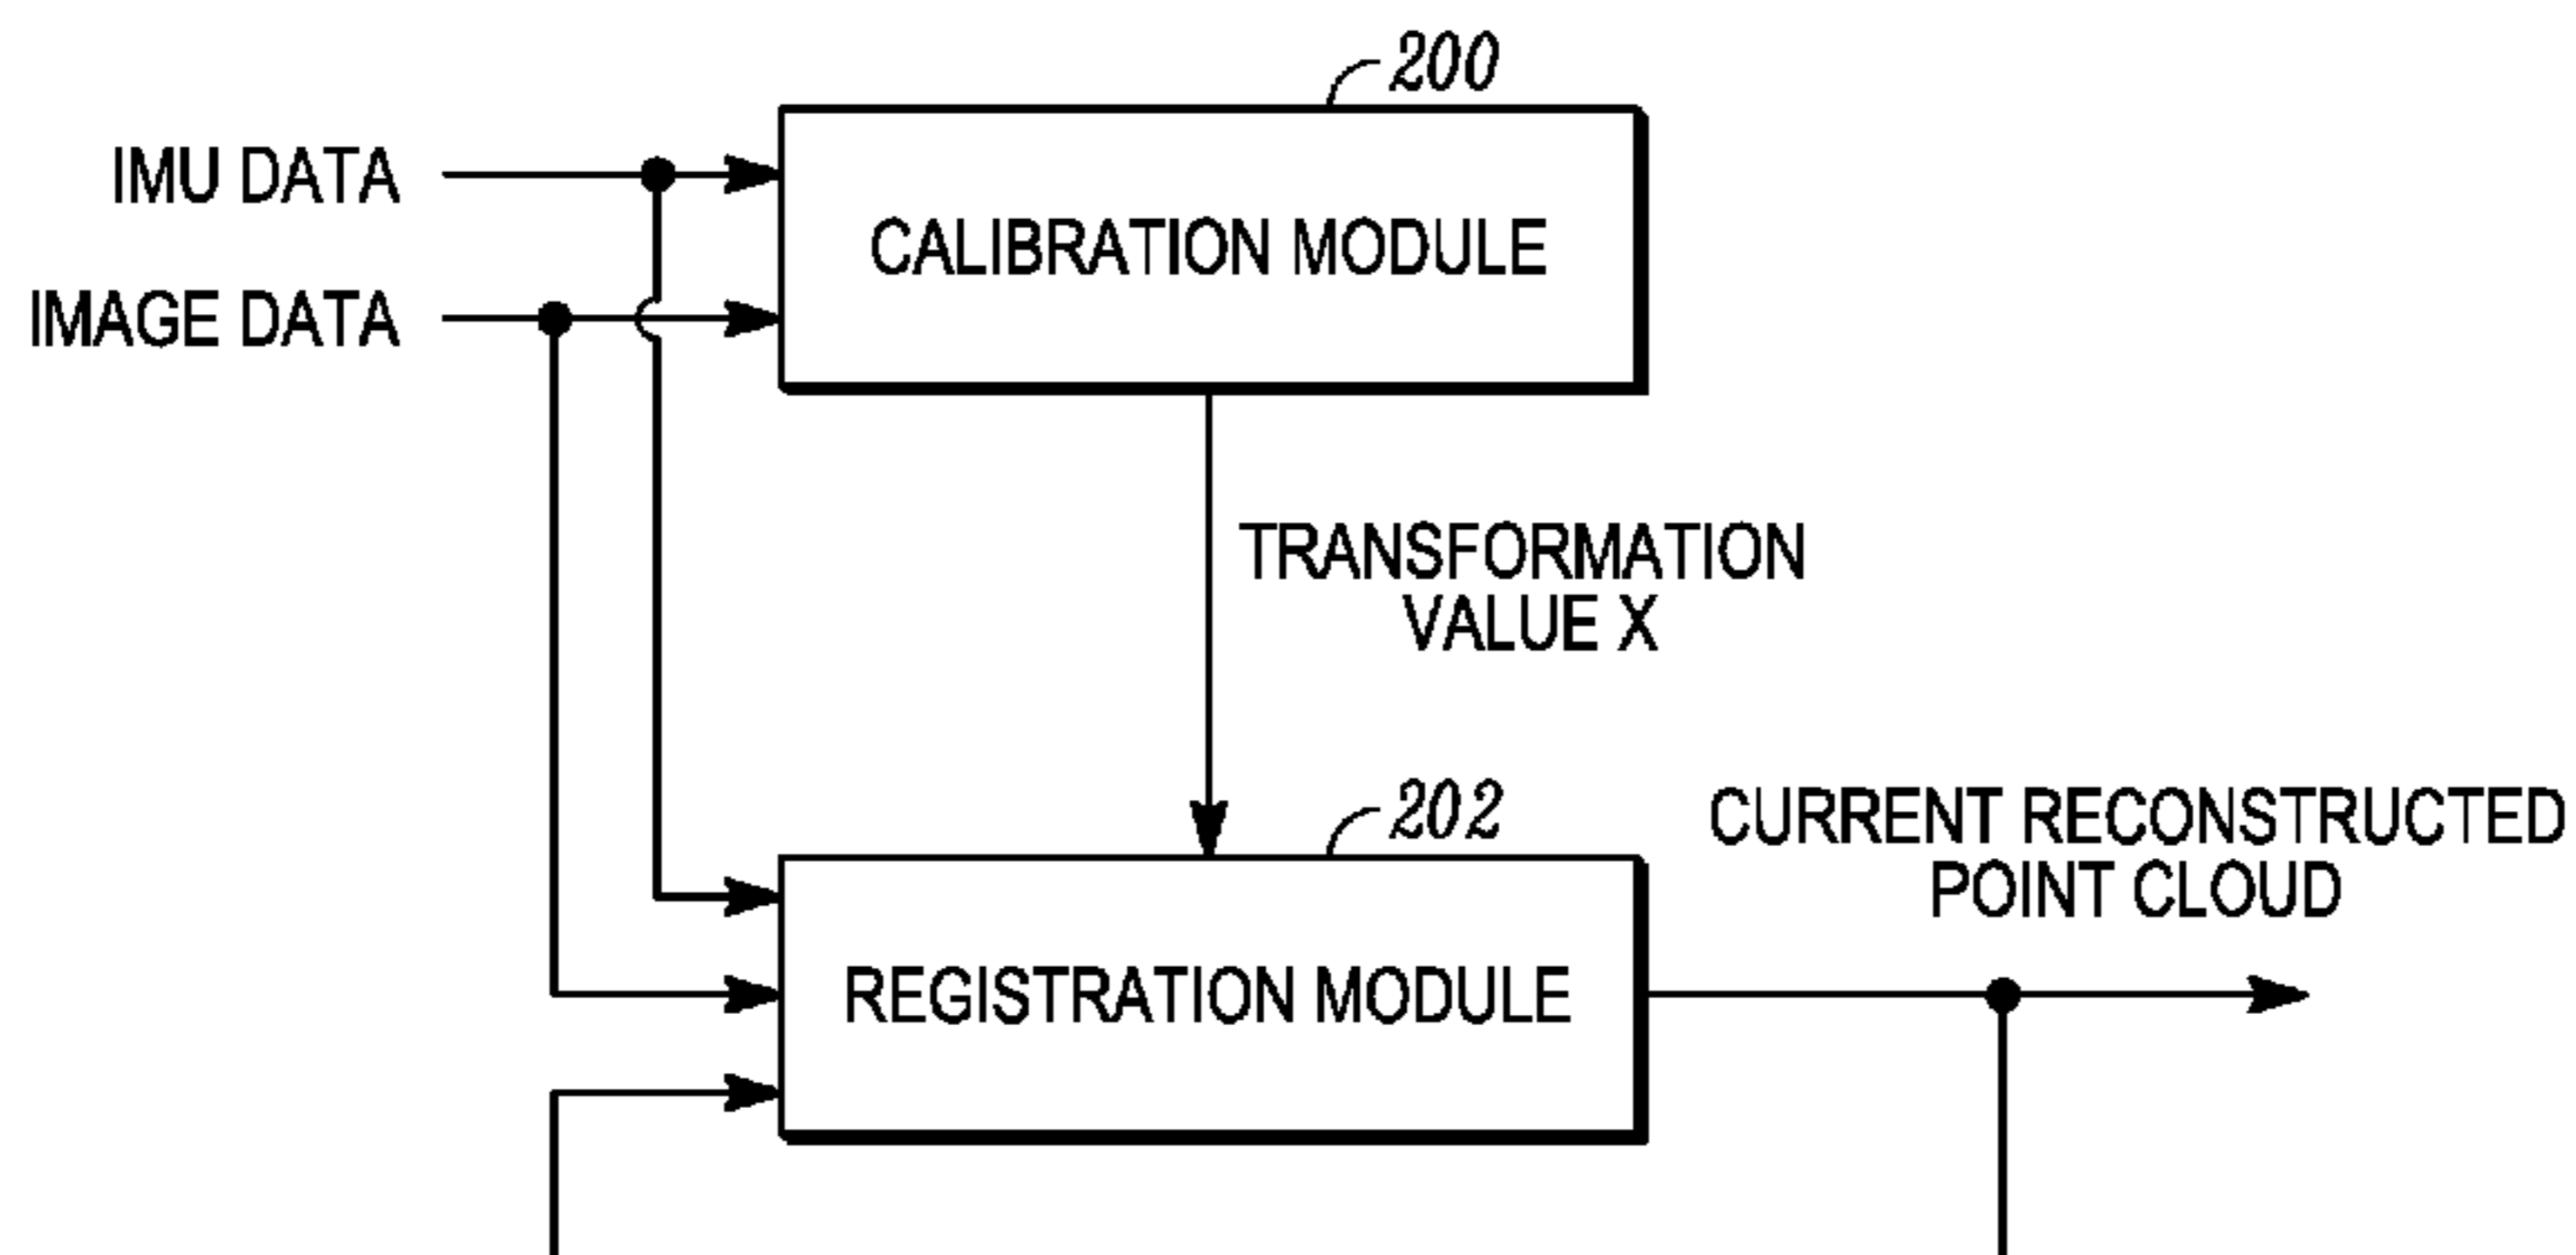 200
IMU DATA
CALIBRATION MODULE
IMAGE DATA
TRANSFORMATION
VALUE X
202
CURRENT RECONSTRUCTED
POINT CLOUD
REGISTRATION MODULE